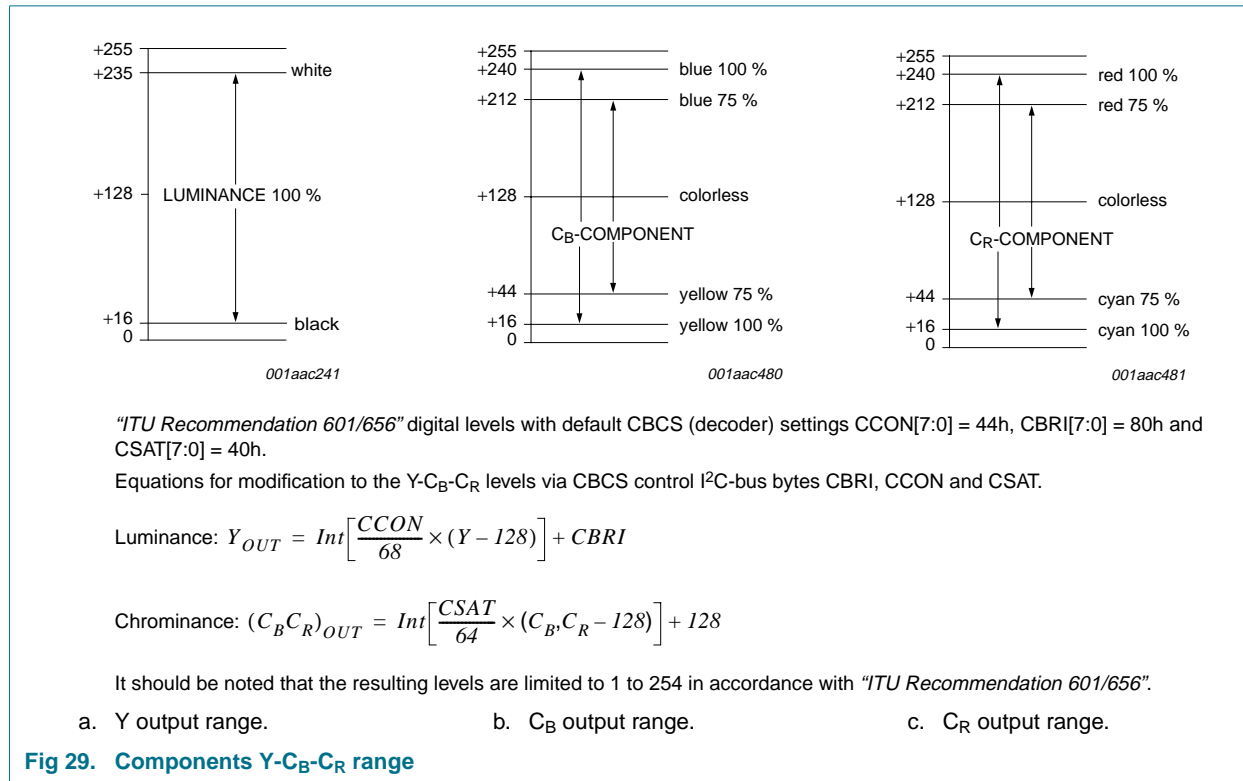 +255
+235
white
+128
LUMINANCE 100 %
+16
black
0
001aac241
+255
+240
blue 100 %
+212
blue 75 %
+128
colorless
CB-COMPONENT
+44
yellow 75 %
+16
yellow 100 %
0
001aac480
+255
+240
red 100 %
+212
red 75 %
+128
colorless
CR-COMPONENT
+44
cyan 75 %
+16
cyan 100 %
0
001aac481
“ITU Recommendation 601/656” digital levels with default CBCS (decoder) settings CCON[7:0] = 44h, CBRI[7:0] = 80h and
CSAT[7:0] = 40h.
Equations for modification to the Y-CB-CR levels via CBCS control I²C-bus bytes CBRI, CCON and CSAT.
Luminance: Y_OUT = Int[CCON/68 × (Y – 128)] + CBRI
Chrominance: (C_B C_R)_OUT = Int[CSAT/64 × (C_B, C_R – 128)] + 128
It should be noted that the resulting levels are limited to 1 to 254 in accordance with “ITU Recommendation 601/656”.
a. Y output range.
b. CB output range.
c. CR output range.
Fig 29. Components Y-CB-CR range